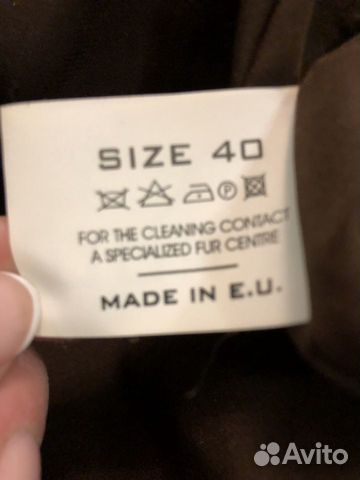 SIZE 40
P
FOR THE CLEANING CONTACT
A SPECIALIZED FUR CENTRE
MADE IN E.U.
Avito